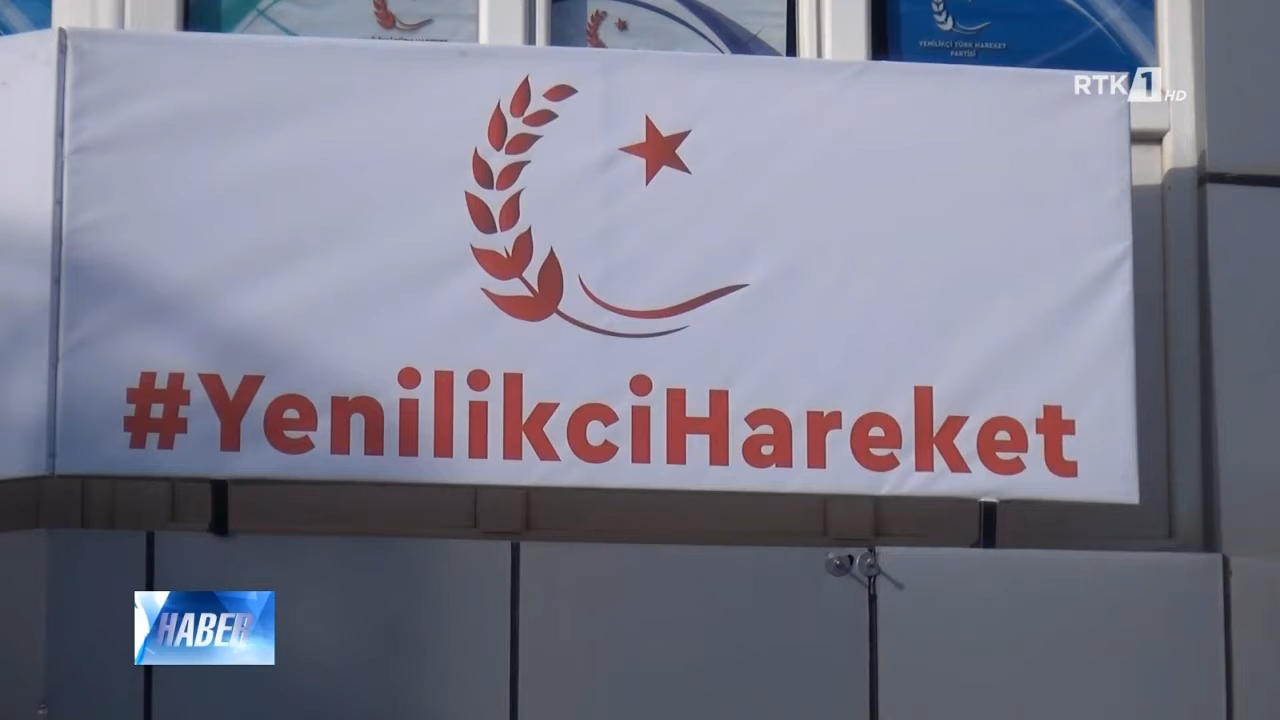 YENİLİKÇİ TÜRK HAREKET
PARTİSİ
RTK 1 HD
#YenilikciHareket
HABER